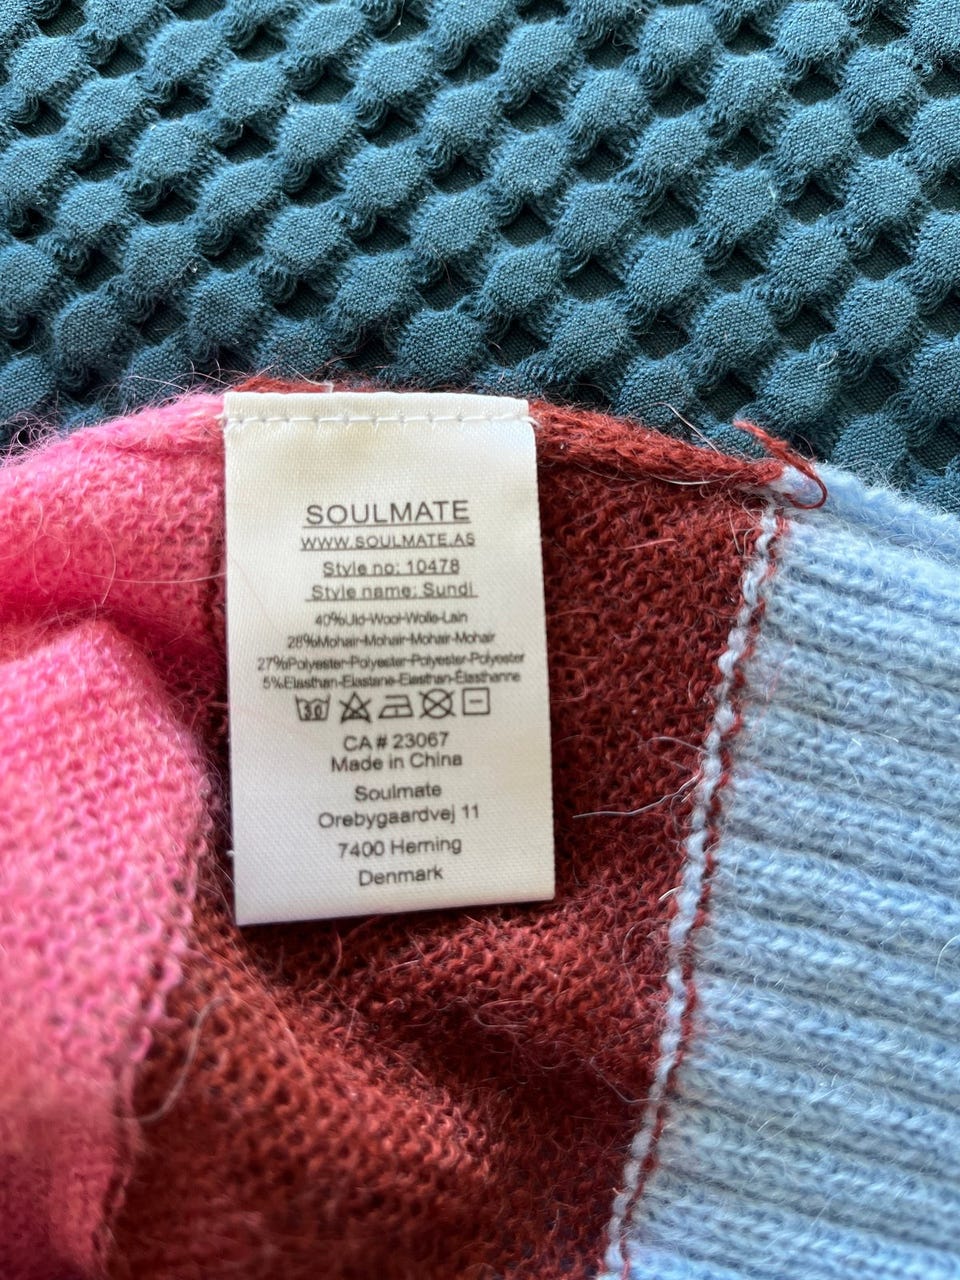 SOULMATE
WWW.SOULMATE.AS
Style no: 10478
Style name: Sundi
40%Uld-Wool-Wolle-Lain
28%Mohair-Mohair-Mohair-Mohair
27%Polyester-Polyester-Polyester-Polyester
5%Elasthan-Elastane-Elasthan-Élasthanne
30
CA # 23067
Made in China
Soulmate
Orebygaardvej 11
7400 Herning
Denmark